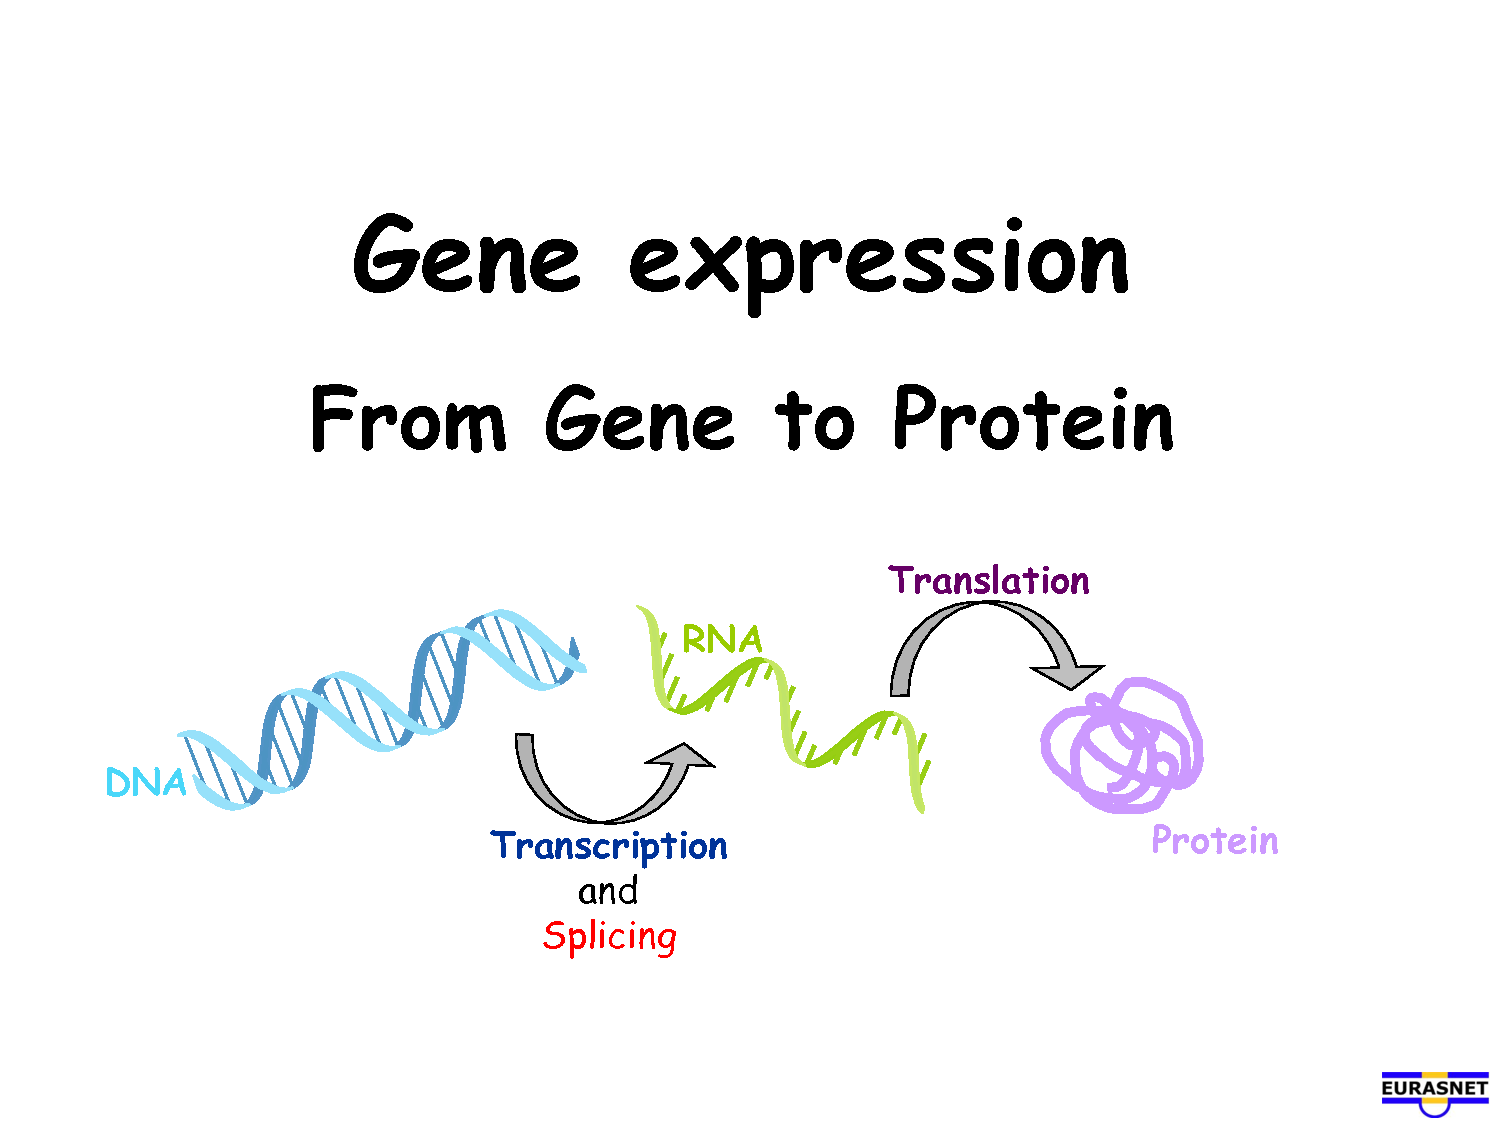 Gene expression
From Gene to Protein
Translation
RNA
DNA
Transcription
and
Splicing
Protein
EURASNET